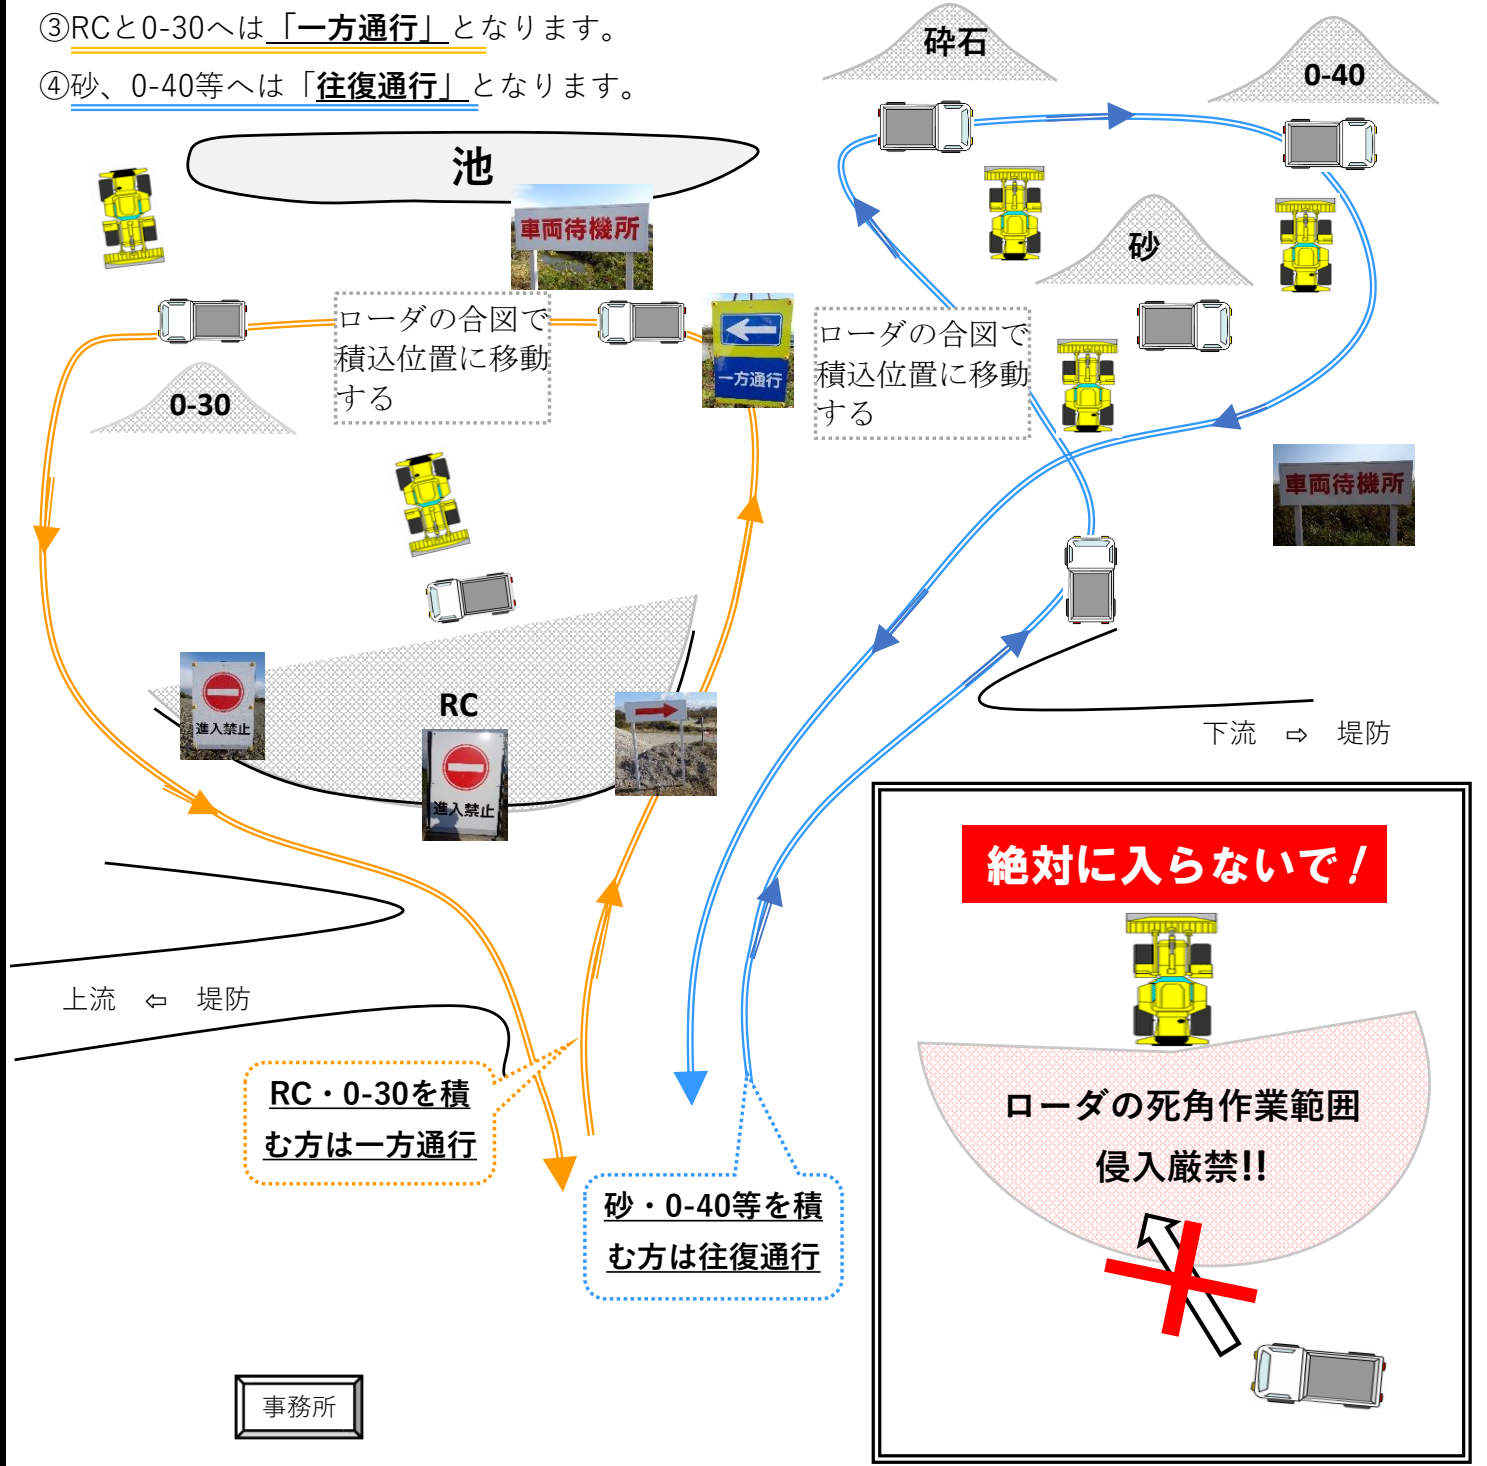 ③RCと0-30へは「一方通行」となります。
④砂、0-40等へは「往復通行」となります。
砕石
0-40
池
車両待機所
砂
ローダの合図で
積込位置に移動
する
一方通行
ローダの合図で
積込位置に移動
する
0-30
車両待機所
RC
進入禁止
進入禁止
下流 ⇨ 堤防
絶対に入らないで!
上流 ⇦ 堤防
RC・0-30を積
む方は一方通行
ローダの死角作業範囲
侵入厳禁!!
砂・0-40等を積
む方は往復通行
事務所